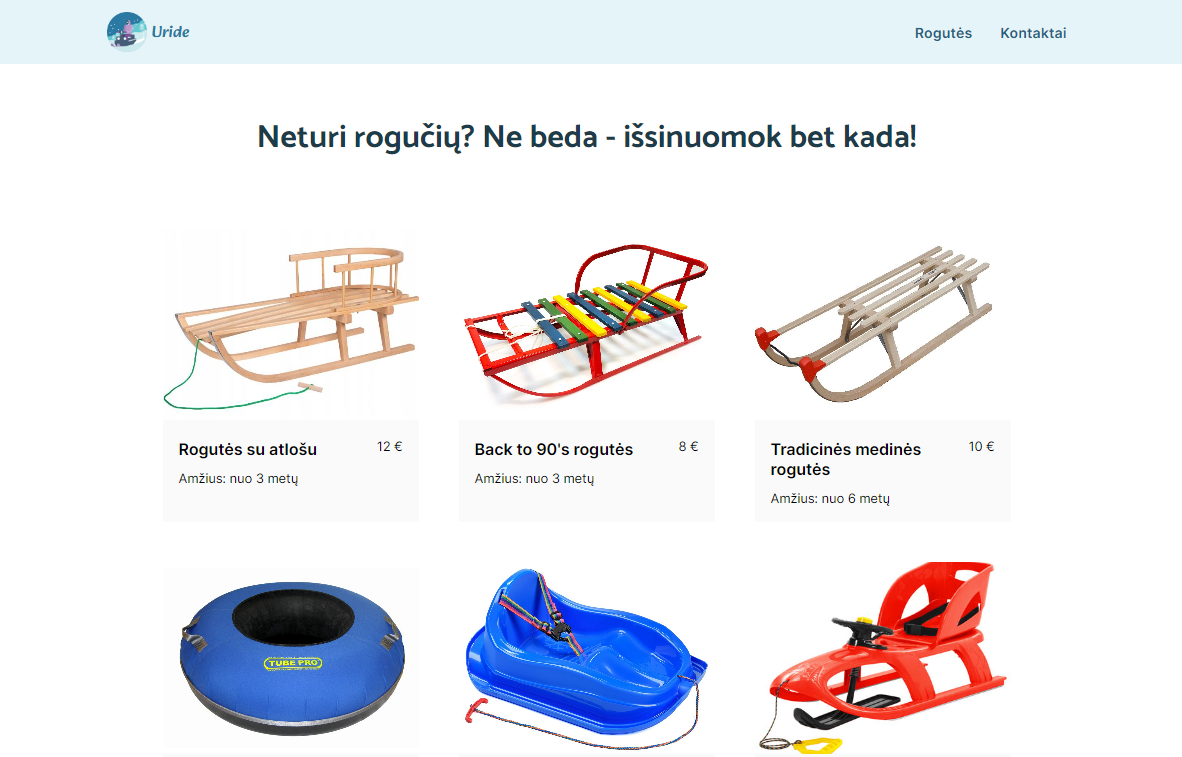 Uride
Rogutės
Kontaktai
Neturi rogučių? Ne beda - išsinuomok bet kada!
Rogutės su atlošu
12 €
Amžius: nuo 3 metų
Back to 90's rogutės
8 €
Amžius: nuo 3 metų
Tradicinės medinės
rogutės
10 €
Amžius: nuo 6 metų
TUBE PRO